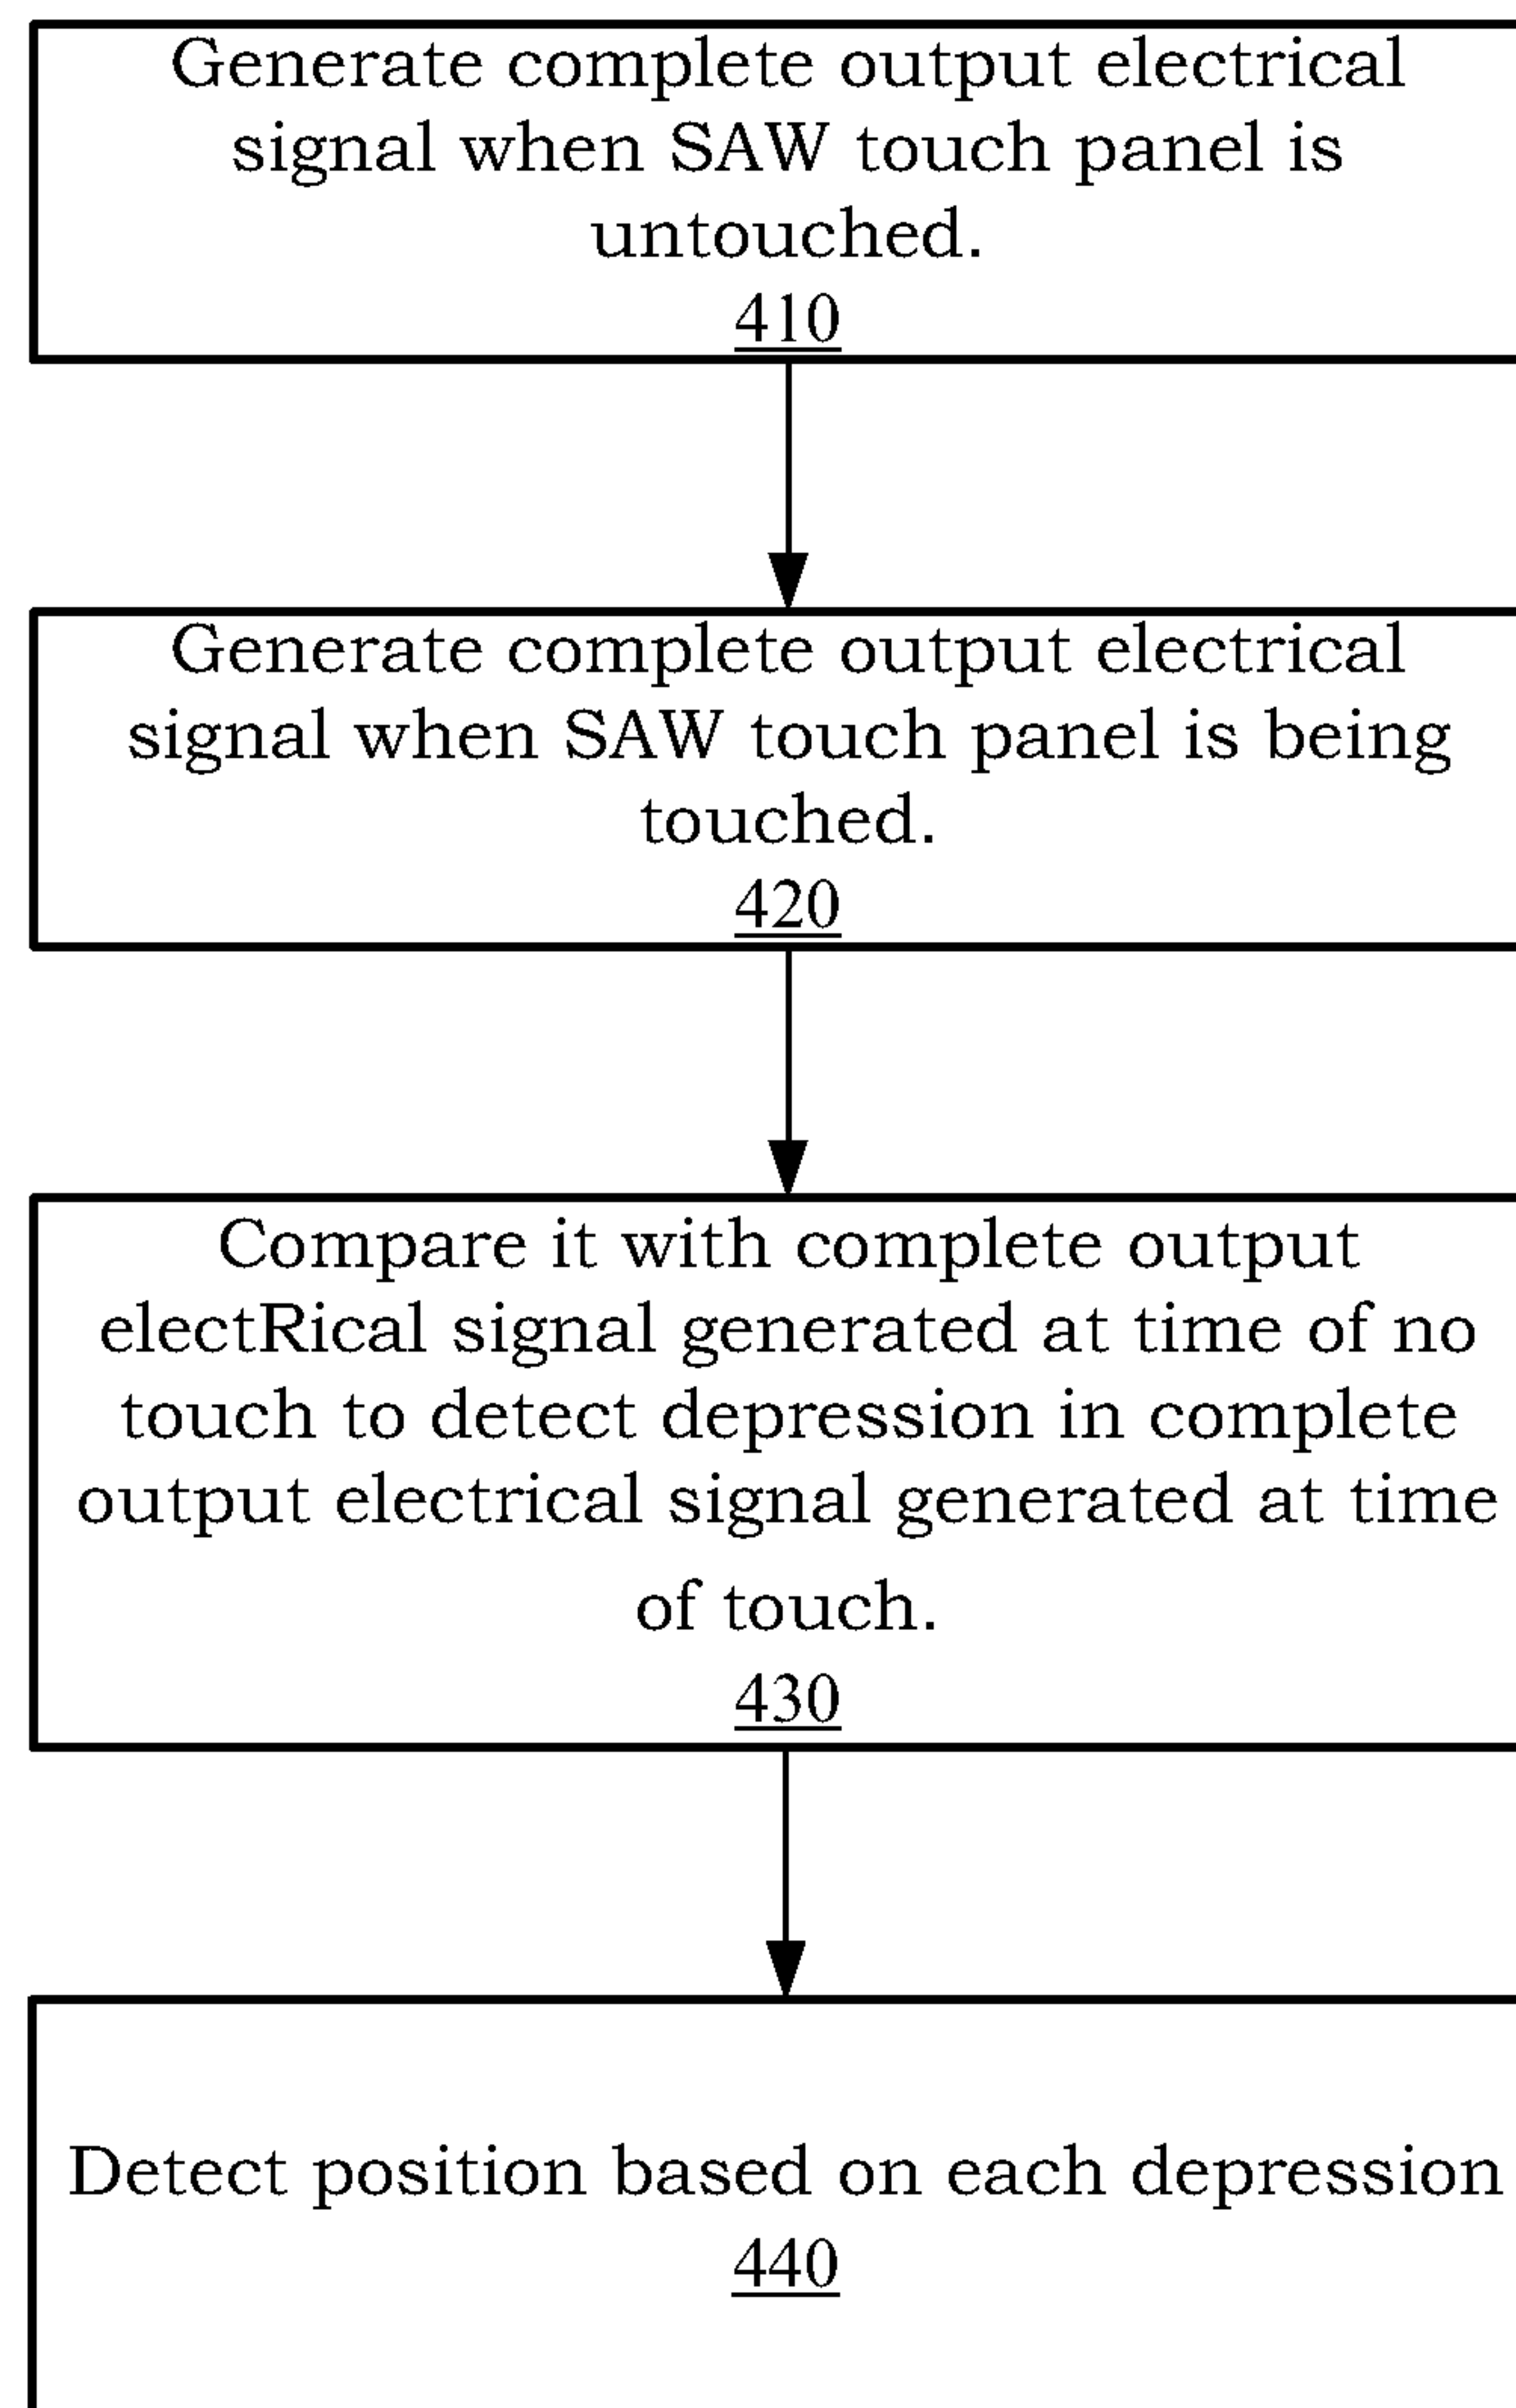 Generate complete output electrical
signal when SAW touch panel is
untouched.
410
Generate complete output electrical
signal when SAW touch panel is being
touched.
420
Compare it with complete output
electRical signal generated at time of no
touch to detect depression in complete
output electrical signal generated at time
of touch.
430
Detect position based on each depression
440